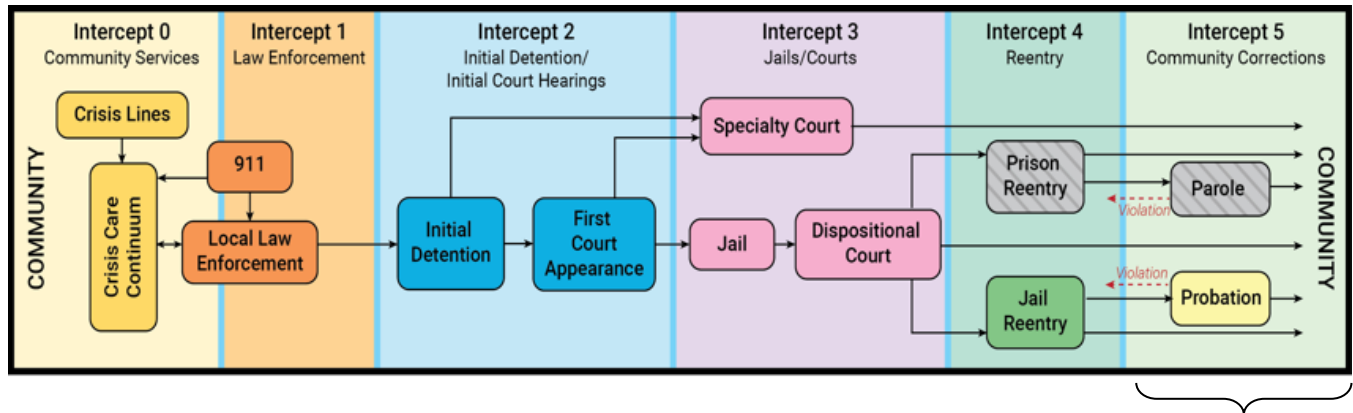 Intercept 0
Community Services
Intercept 1
Law Enforcement
Intercept 2
Initial Detention/
Initial Court Hearings
Intercept 3
Jails/Courts
Intercept 4
Reentry
Intercept 5
Community Corrections
COMMUNITY
Crisis Lines
Crisis Care
Continuum
911
Local Law
Enforcement
Initial
Detention
First
Court
Appearance
Specialty Court
Jail
Dispositional
Court
Prison
Reentry
Parole
Violation
Jail
Reentry
Violation
Probation
COMMUNITY